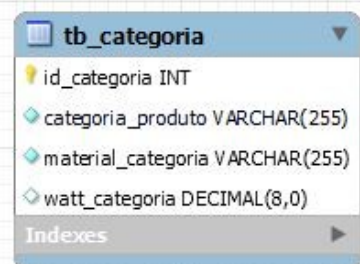 tb_categoria
id_categoria INT
categoria_produto VARCHAR(255)
material_categoria VARCHAR(255)
watt_categoria DECIMAL(8,0)
Indexes